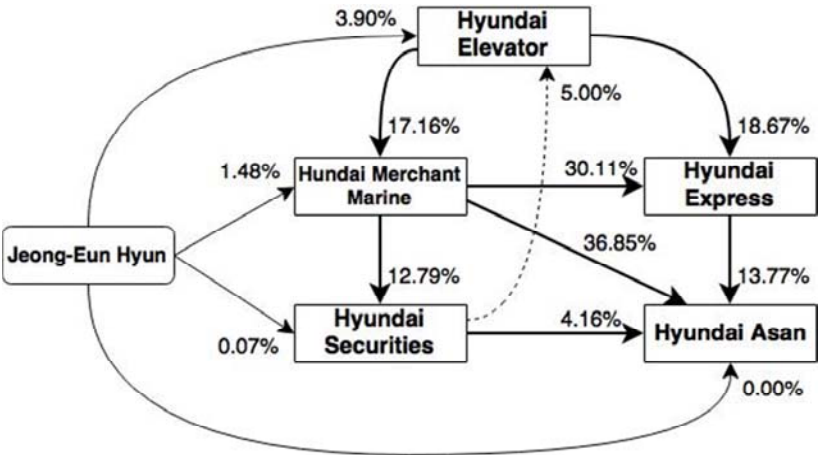 3.90%
Hyundai
Elevator
5.00%
17.16%
18.67%
1.48%
Hundai Merchant
Marine
30.11%
Hyundai
Express
Jeong-Eun Hyun
36.85%
12.79%
13.77%
0.07%
Hyundai
Securities
4.16%
Hyundai Asan
0.00%